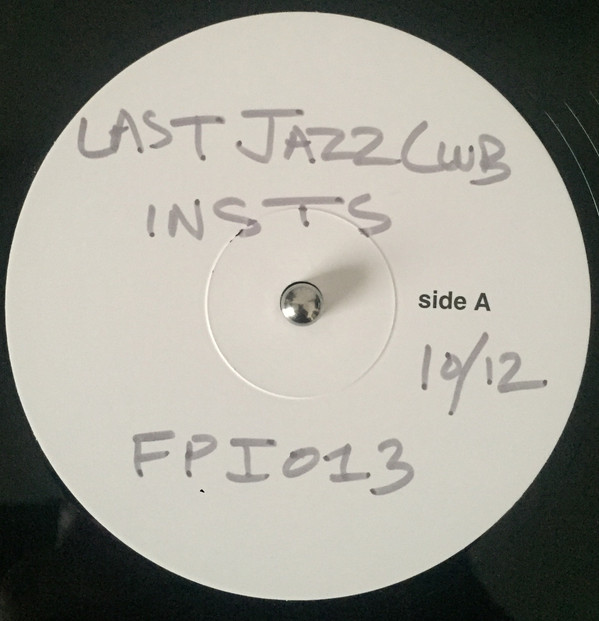 LAST JAZZ CLUB
INSTS
side A
10/12
FPI013